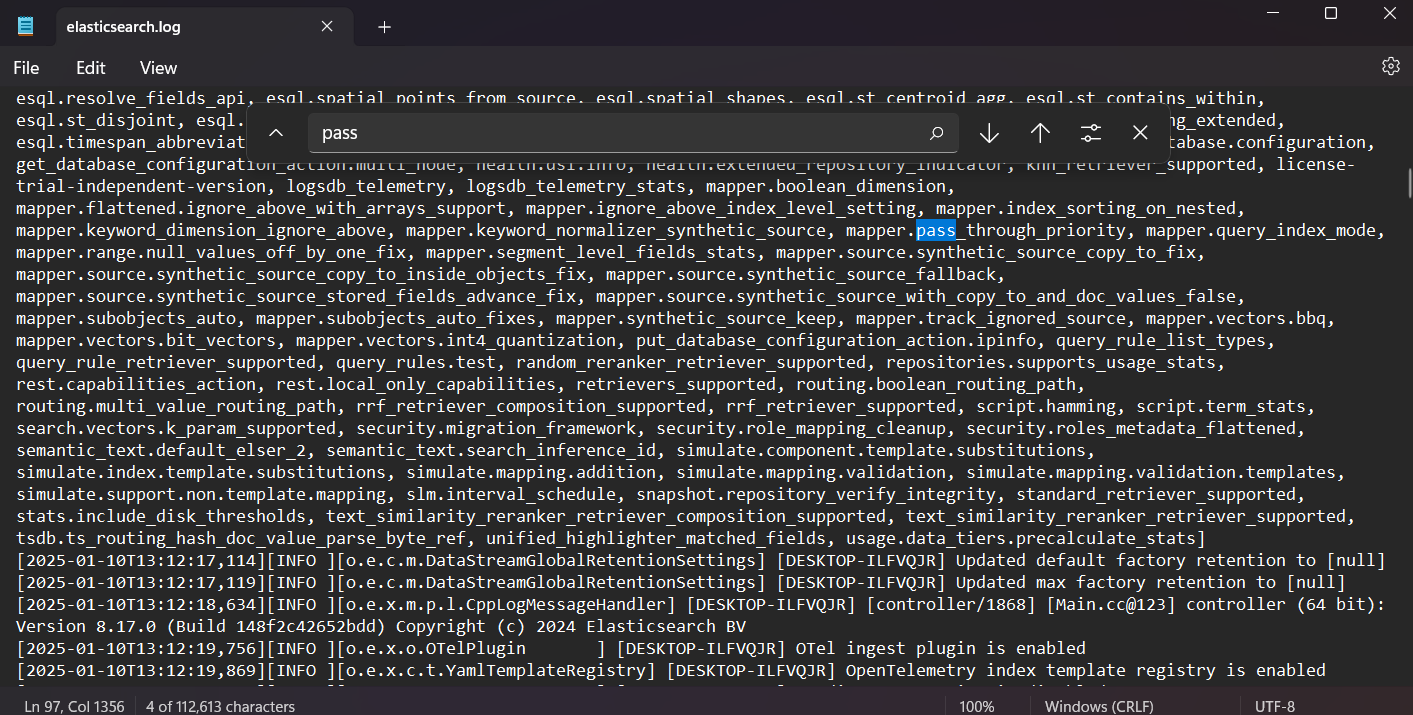 elasticsearch.log
File Edit View
esql.resolve_fields_api, esql.spatial_points_from_source, esql.spatial_shapes, esql.st_centroid_agg, esql.st_contains_within,
pass
esql.st_disjoint, esql. ng_extended,
esql.timespan_abbreviat tabase.configuration,
get_database_configuration_action.multi_node, health.dsl.info, health.extended_repository_indicator, knn_retriever_supported, license-
trial-independent-version, logsdb_telemetry, logsdb_telemetry_stats, mapper.boolean_dimension,
mapper.flattened.ignore_above_with_arrays_support, mapper.ignore_above_index_level_setting, mapper.index_sorting_on_nested,
mapper.keyword_dimension_ignore_above, mapper.keyword_normalizer_synthetic_source, mapper.pass_through_priority, mapper.query_index_mode,
mapper.range.null_values_off_by_one_fix, mapper.segment_level_fields_stats, mapper.source.synthetic_source_copy_to_fix,
mapper.source.synthetic_source_copy_to_inside_objects_fix, mapper.source.synthetic_source_fallback,
mapper.source.synthetic_source_stored_fields_advance_fix, mapper.source.synthetic_source_with_copy_to_and_doc_values_false,
mapper.subobjects_auto, mapper.subobjects_auto_fixes, mapper.synthetic_source_keep, mapper.track_ignored_source, mapper.vectors.bbq,
mapper.vectors.bit_vectors, mapper.vectors.int4_quantization, put_database_configuration_action.ipinfo, query_rule_list_types,
query_rule_retriever_supported, query_rules.test, random_reranker_retriever_supported, repositories.supports_usage_stats,
rest.capabilities_action, rest.local_only_capabilities, retrievers_supported, routing.boolean_routing_path,
routing.multi_value_routing_path, rrf_retriever_composition_supported, rrf_retriever_supported, script.hamming, script.term_stats,
search.vectors.k_param_supported, security.migration_framework, security.role_mapping_cleanup, security.roles_metadata_flattened,
semantic_text.default_elser_2, semantic_text.search_inference_id, simulate.component.template.substitutions,
simulate.index.template.substitutions, simulate.mapping.addition, simulate.mapping.validation, simulate.mapping.validation.templates,
simulate.support.non.template.mapping, slm.interval_schedule, snapshot.repository_verify_integrity, standard_retriever_supported,
stats.include_disk_thresholds, text_similarity_reranker_retriever_composition_supported, text_similarity_reranker_retriever_supported,
tsdb.ts_routing_hash_doc_value_parse_byte_ref, unified_highlighter_matched_fields, usage.data_tiers.precalculate_stats]
[2025-01-10T13:12:17,114][INFO ][o.e.c.m.DataStreamGlobalRetentionSettings] [DESKTOP-ILFVQJR] Updated default factory retention to [null]
[2025-01-10T13:12:17,119][INFO ][o.e.c.m.DataStreamGlobalRetentionSettings] [DESKTOP-ILFVQJR] Updated max factory retention to [null]
[2025-01-10T13:12:18,634][INFO ][o.e.x.m.p.l.CppLogMessageHandler] [DESKTOP-ILFVQJR] [controller/1868] [Main.cc@123] controller (64 bit):
Version 8.17.0 (Build 148f2c42652bdd) Copyright (c) 2024 Elasticsearch BV
[2025-01-10T13:12:19,756][INFO ][o.e.x.o.OTelPlugin       ] [DESKTOP-ILFVQJR] OTel ingest plugin is enabled
[2025-01-10T13:12:19,869][INFO ][o.e.x.c.t.YamlTemplateRegistry] [DESKTOP-ILFVQJR] OpenTelemetry index template registry is enabled
Ln 97, Col 1356 4 of 112,613 characters 100% Windows (CRLF) UTF-8